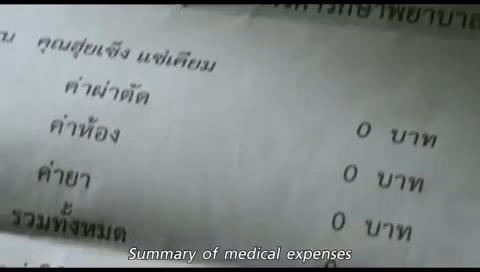 คุณสุ่ยเซ็ง แซ่เคียม
ค่าผ่าตัด 0 บาท
ค่าห้อง 0 บาท
ค่ายา 0 บาท
รวมทั้งหมด
Summary of medical expenses